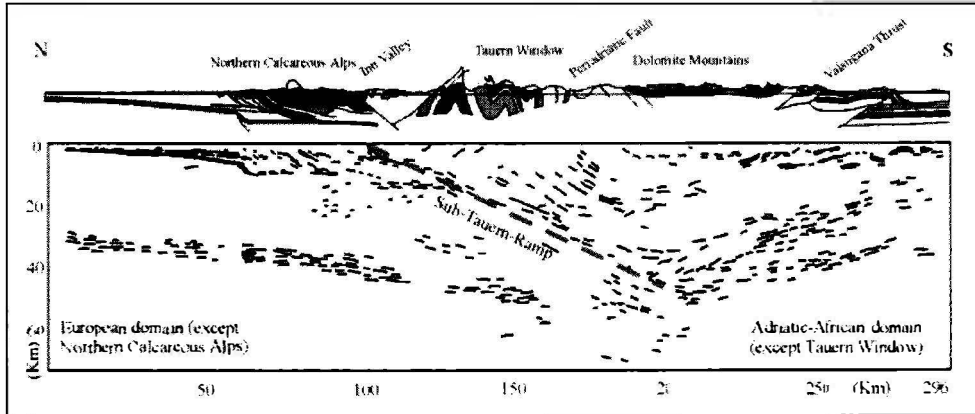 N
S
Northern Calcareous Alps
Inn Valley
Tauern Window
Periadriatic Fault
Dolomite Mountains
Valsugana Thrust
0
20
40
60
(Km)
Sub-Tauern-Ramp
European domain (except
Northern Calcareous Alps)
Adriatic-African domain
(except Tauern Window)
50
100
150
20
250
(Km)
296